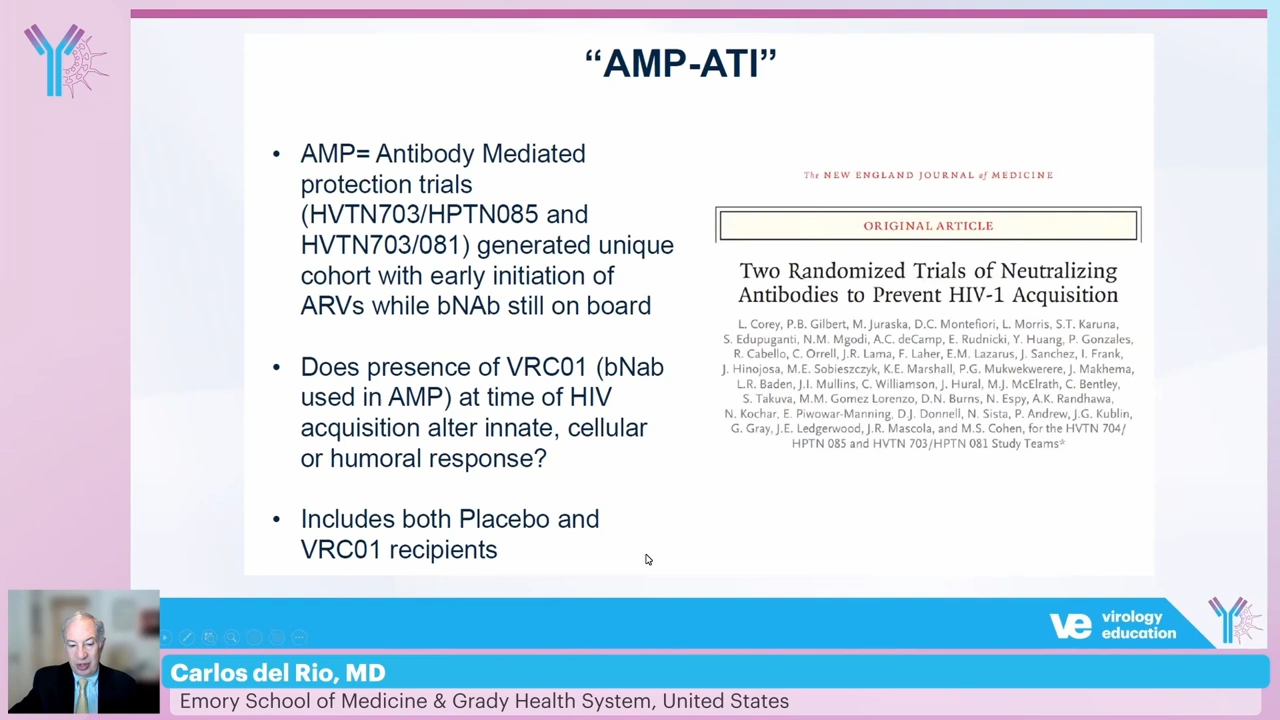 “AMP-ATI”
• AMP= Antibody Mediated
protection trials
(HVTN703/HPTN085 and
HVTN703/081) generated unique
cohort with early initiation of
ARVs while bNAb still on board
• Does presence of VRC01 (bNab
used in AMP) at time of HIV
acquisition alter innate, cellular
or humoral response?
• Includes both Placebo and
VRC01 recipients
The NEW ENGLAND JOURNAL of MEDICINE
ORIGINAL ARTICLE
Two Randomized Trials of Neutralizing
Antibodies to Prevent HIV-1 Acquisition
L. Corey, P.B. Gilbert, M. Juraska, D.C. Montefiori, L. Morris, S.T. Karuna,
S. Edupuganti, N.M. Mgodi, A.C. deCamp, E. Rudnicki, Y. Huang, P. Gonzales,
R. Cabello, C. Orrell, J.R. Lama, F. Laher, E.M. Lazarus, J. Sanchez, I. Frank,
J. Hinojosa, M.E. Sobieszczyk, K.E. Marshall, P.G. Mukwekwerere, J. Makhema,
L.R. Baden, J.I. Mullins, C. Williamson, J. Hural, M.J. McElrath, C. Bentley,
S. Takuva, M.M. Gomez Lorenzo, D.N. Burns, N. Espy, A.K. Randhawa,
N. Kochar, E. Piwowar-Manning, D.J. Donnell, N. Sista, P. Andrew, J.G. Kublin,
G. Gray, J.E. Ledgerwood, J.R. Mascola, and M.S. Cohen, for the HVTN 704/
HPTN 085 and HVTN 703/HPTN 081 Study Teams*
ve virology
education
Carlos del Rio, MD
Emory School of Medicine & Grady Health System, United States